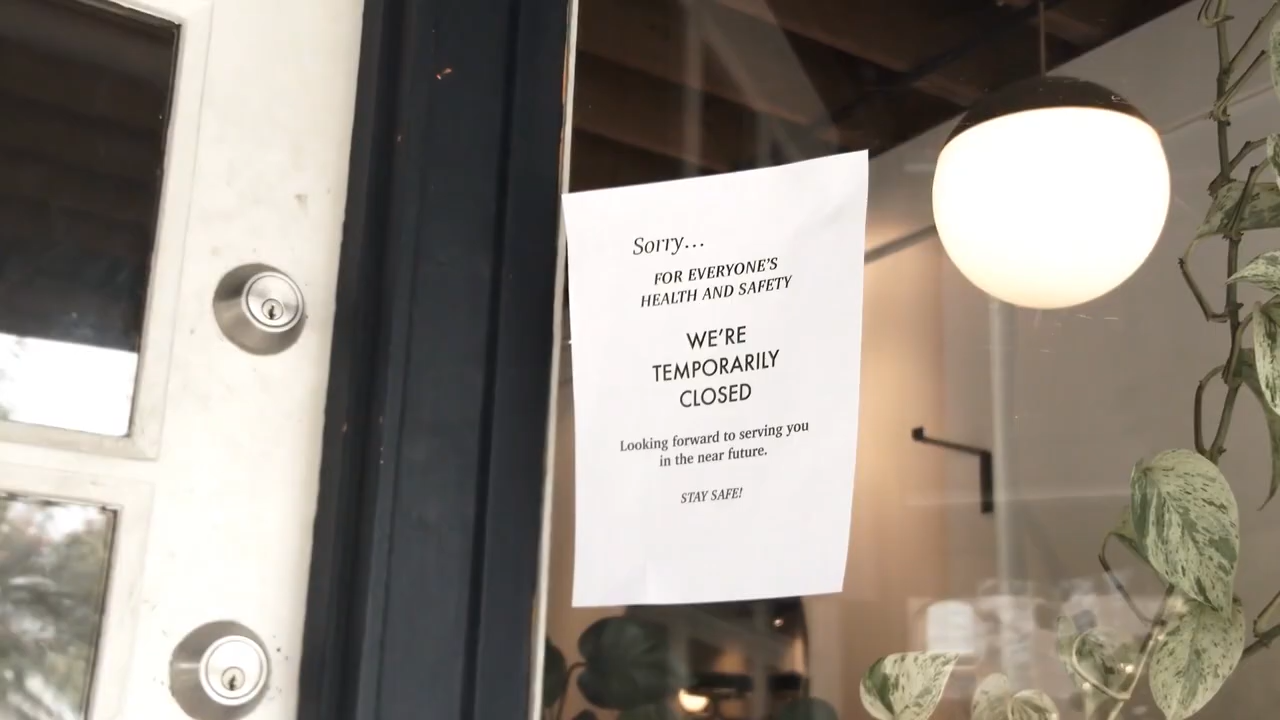 Sorry...
FOR EVERYONE'S
HEALTH AND SAFETY
WE'RE
TEMPORARILY
CLOSED
Looking forward to serving you
in the near future.
STAY SAFE!